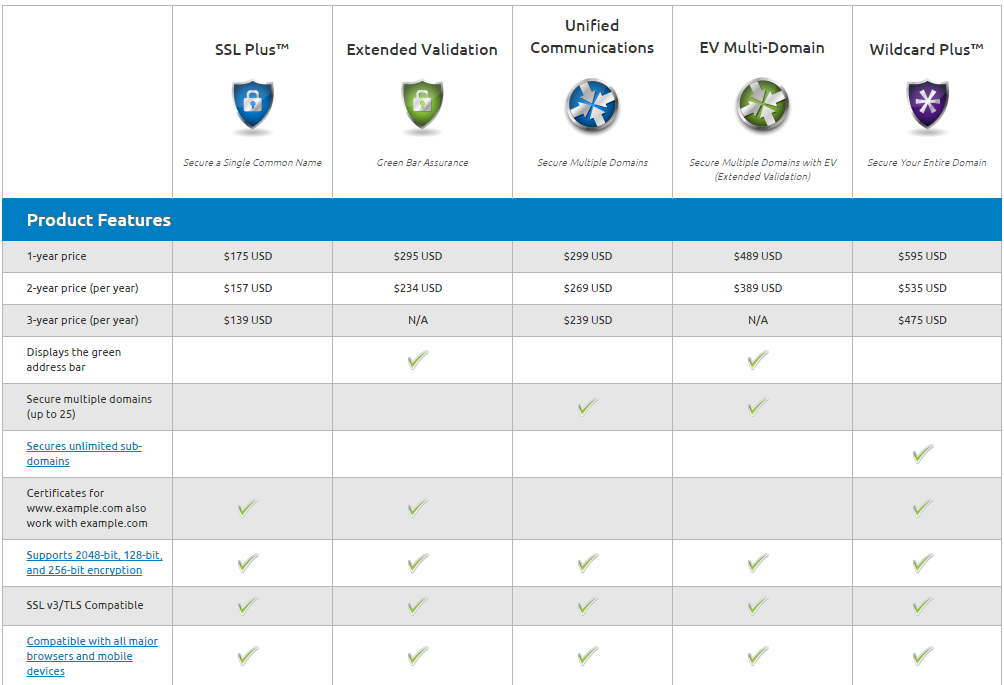 SSL Plus™
Extended Validation
Unified
Communications
EV Multi-Domain
Wildcard Plus™
Secure a Single Common Name
Green Bar Assurance
Secure Multiple Domains
Secure Multiple Domains with EV
(Extended Validation)
Secure Your Entire Domain
Product Features
1-year price $175 USD $295 USD $299 USD $489 USD $595 USD
2-year price (per year) $157 USD $234 USD $269 USD $389 USD $535 USD
3-year price (per year) $139 USD N/A $239 USD N/A $475 USD
Displays the green
address bar
Secure multiple domains
(up to 25)
Secures unlimited sub-
domains
Certificates for
www.example.com also
work with example.com
Supports 2048-bit, 128-bit,
and 256-bit encryption
SSL v3/TLS Compatible
Compatible with all major
browsers and mobile
devices